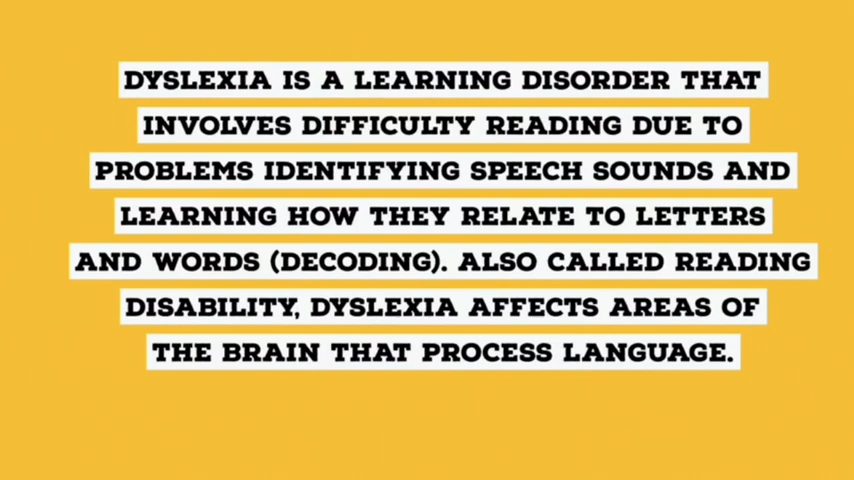 DYSLEXIA IS A LEARNING DISORDER THAT
INVOLVES DIFFICULTY READING DUE TO
PROBLEMS IDENTIFYING SPEECH SOUNDS AND
LEARNING HOW THEY RELATE TO LETTERS
AND WORDS (DECODING). ALSO CALLED READING
DISABILITY, DYSLEXIA AFFECTS AREAS OF
THE BRAIN THAT PROCESS LANGUAGE.